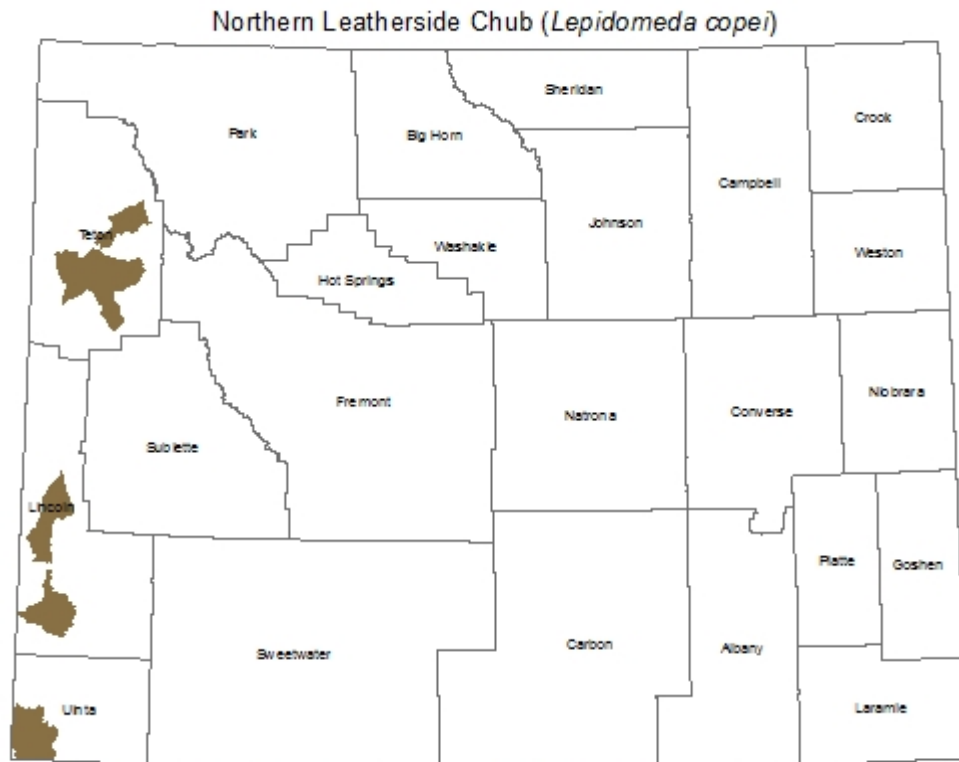 Northern Leatherside Chub (Lepidomeda copei)
Sheridan
Crook
Park
Big Horn
Campbell
Johnson
Teton
Washakie
Weston
Hot Springs
Fremont
Niobrara
Natrona
Converse
Sublette
Lincoln
Platte
Goshen
Carbon
Albany
Sweetwater
Uinta
Laramie